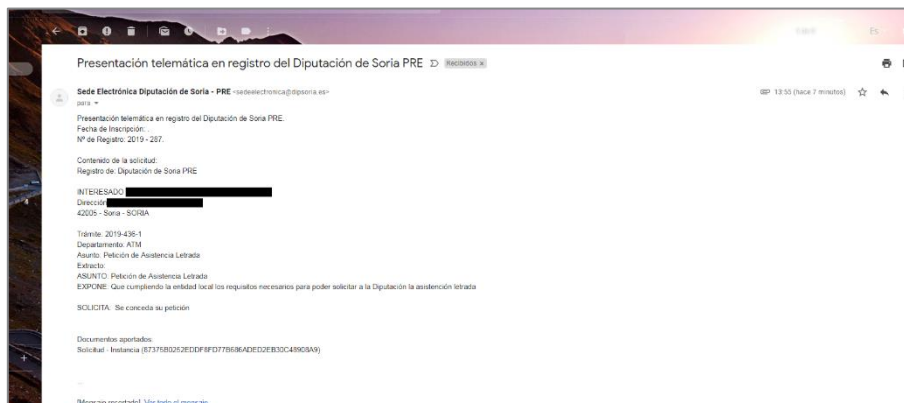 Presentación telemática en registro del Diputación de Soria PRE Recibidos x
Sede Electrónica Diputación de Soria - PRE <sedeelectronica@dipsoria.es>
13:55 (hace 7 minutos)
para
Presentación telemática en registro del Diputación de Soria PRE.
Fecha de Inscripción: .
Nº de Registro: 2019 - 287.
Contenido de la solicitud:
Registro de: Diputación de Soria PRE
INTERESADO:
Dirección
42005 - Soria - SORIA
Trámite: 2019-436-1
Departamento: ATM
Asunto: Petición de Asistencia Letrada
Extracto:
ASUNTO: Petición de Asistencia Letrada
EXPONE: Que cumpliendo la entidad local los requisitos necesarios para poder solicitar a la Diputación la asistención letrada
SOLICITA: Se conceda su petición
Documentos aportados:
Solicitud - Instancia
...
[Mensaje recortado] Ver todo el mensaje